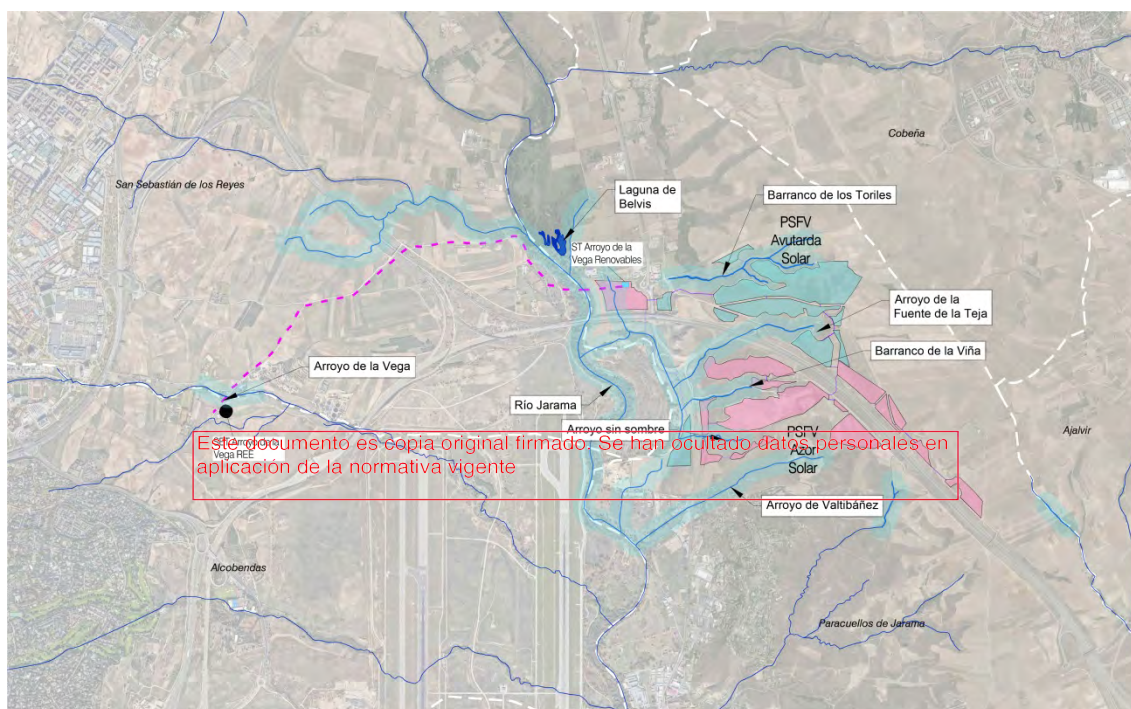 Cobeña
San Sebastián de los Reyes
Laguna de
Belvis
Barranco de los Toriles
PSFV
Avutarda
Solar
ST Arroyo de la
Vega Renovables
Arroyo de la
Fuente de la Teja
Barranco de la Viña
Arroyo de la Vega
Río Jarama
Arroyo sin sombre
PSFV
Azor
Solar
Ajalvir
Vega REE
Este documento es copia original firmado. Se han ocultado datos personales en
aplicación de la normativa vigente
Arroyo de Valtibáñez
Alcobendas
Paracuellos de Jarama